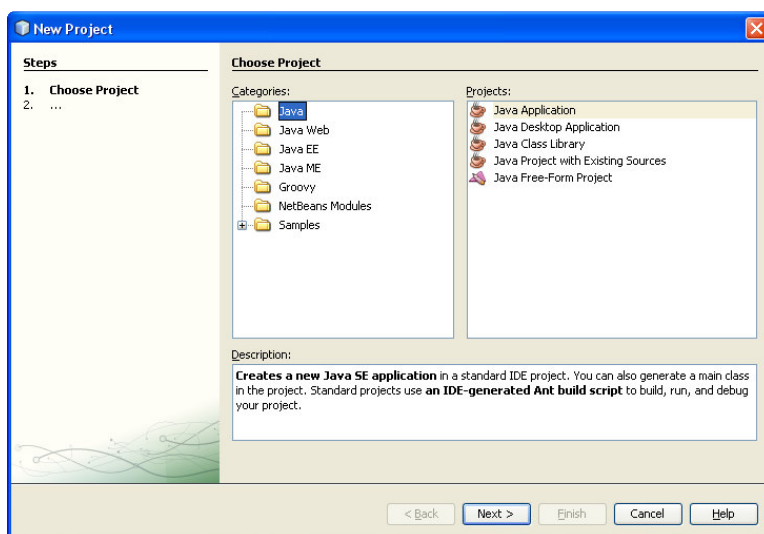 New Project
Steps
1. Choose Project
2. ...
Choose Project
Categories:
Java
Java Web
Java EE
Java ME
Groovy
NetBeans Modules
Samples
Projects:
Java Application
Java Desktop Application
Java Class Library
Java Project with Existing Sources
Java Free-Form Project
Description:
Creates a new Java SE application in a standard IDE project. You can also generate a main class
in the project. Standard projects use an IDE-generated Ant build script to build, run, and debug
your project.
< Back
Next >
Finish
Cancel
Help